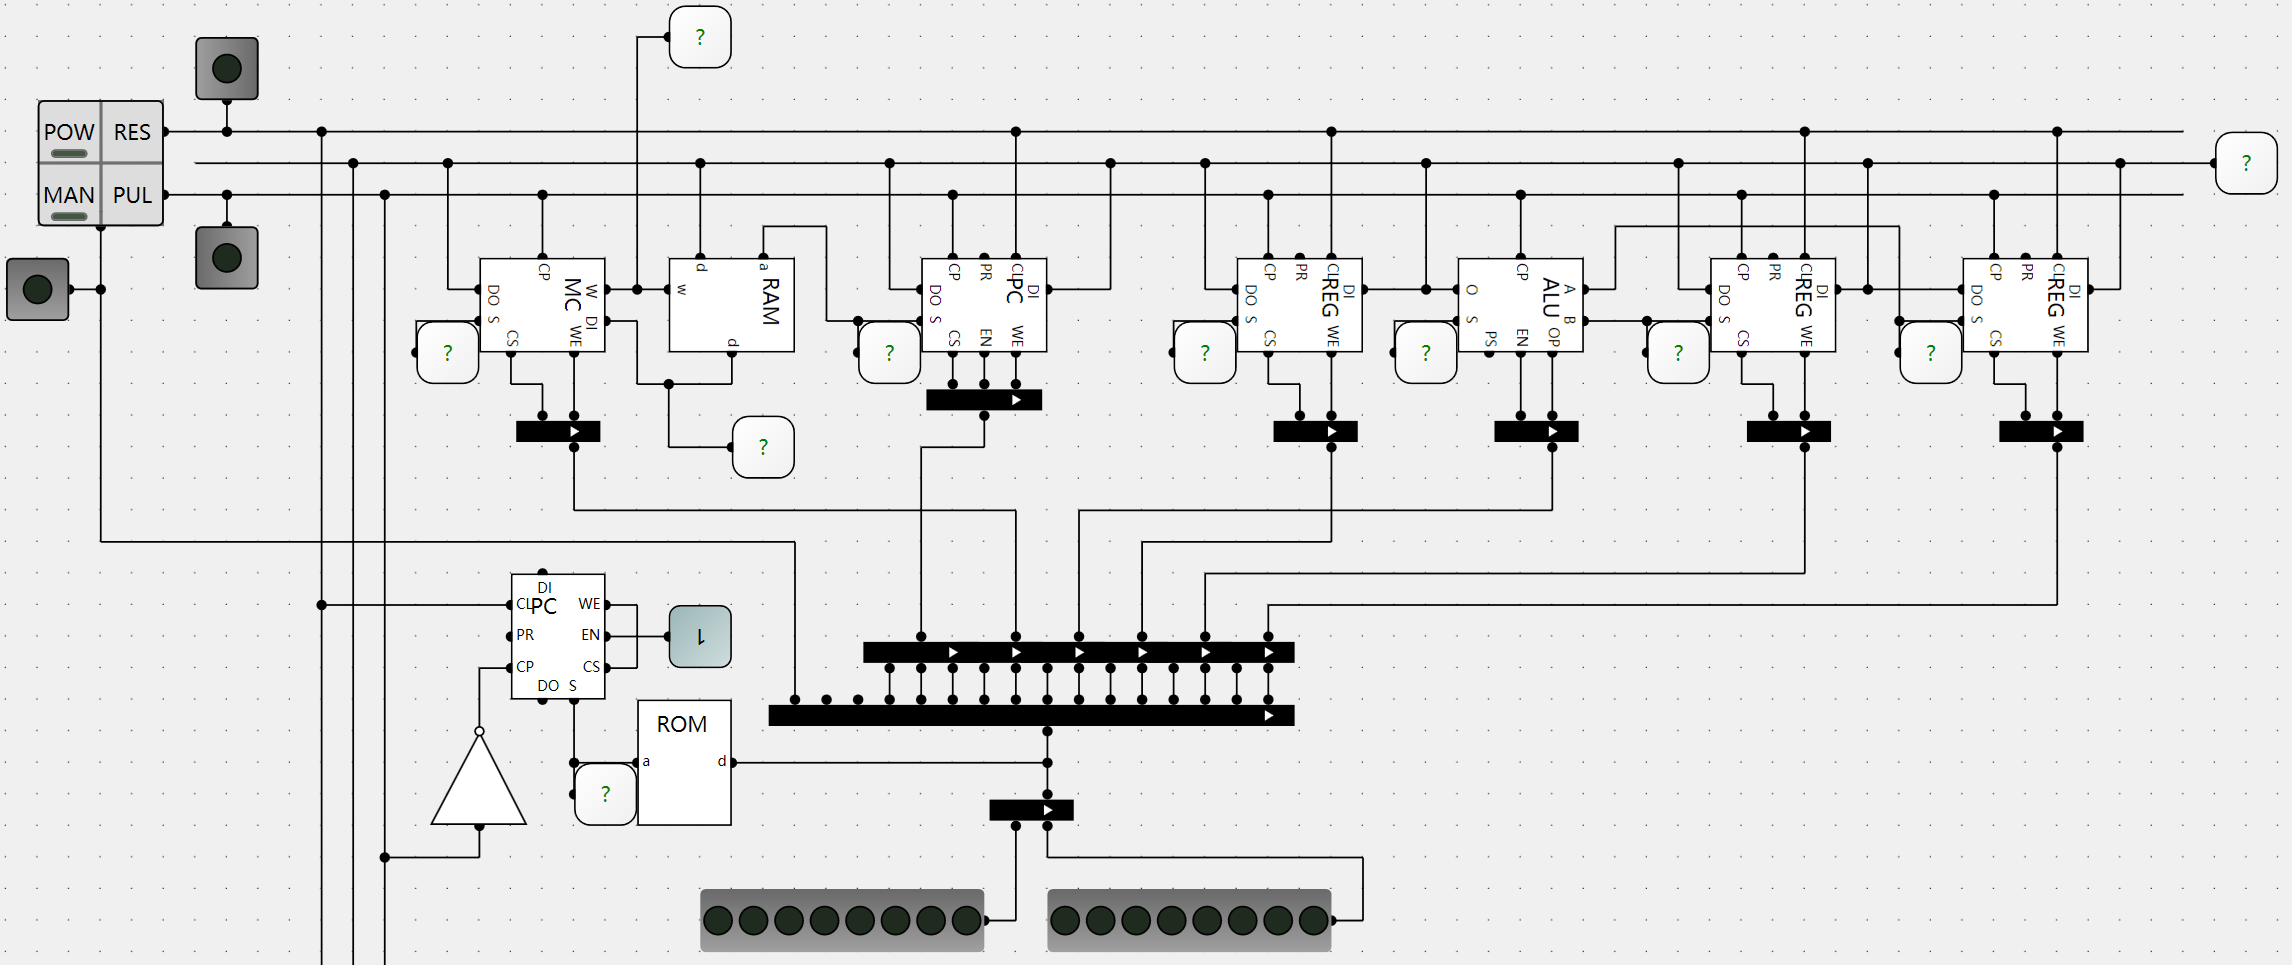 ?
POW RES
MAN PUL
?
CP
MC
W
DO
DI
S
CS
WE
?
d
a
w
RAM
d
?
CP
PR
CL
PC
DI
DO
S
CS
EN
WE
?
CP
PR
CL
REG
DI
DO
S
CS
WE
?
CP
ALU
A
O
B
S
PS
EN
OP
?
CP
PR
CL
REG
DI
DO
S
CS
WE
?
CP
PR
CL
REG
DI
DO
S
CS
WE
?
DI
CL PC WE
PR EN
CP CS
DO S
1
ROM
a d
?